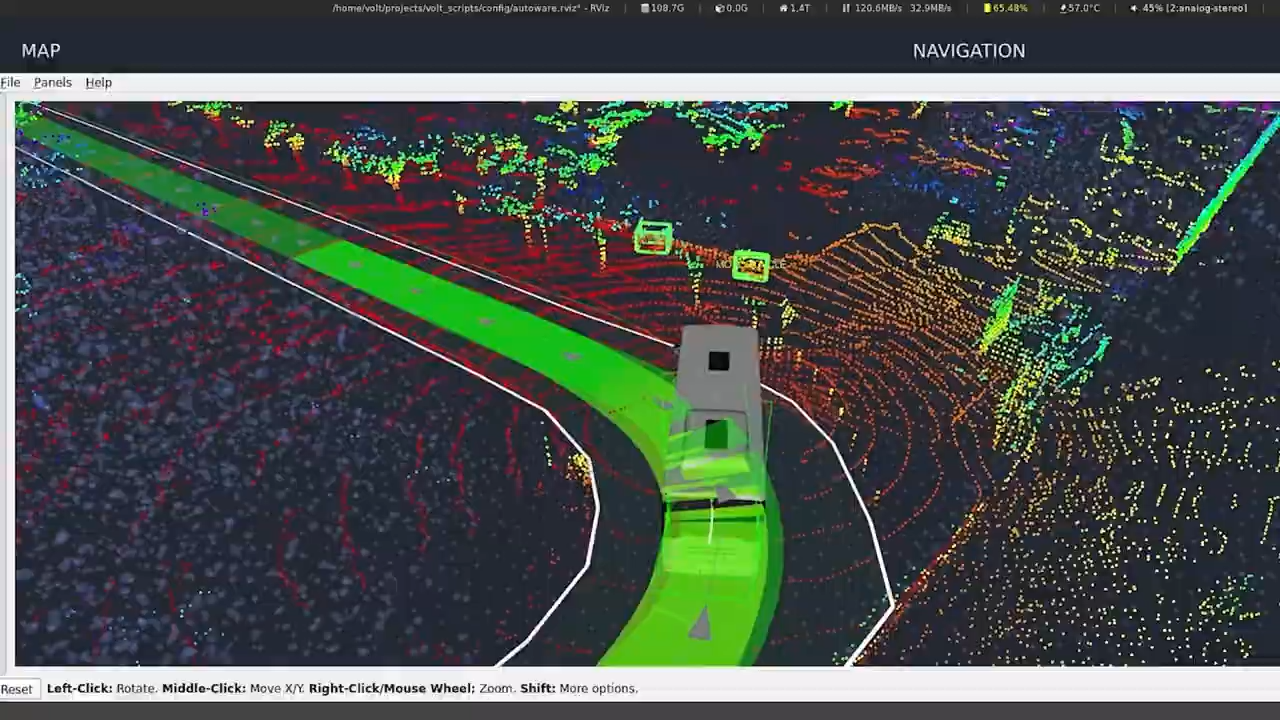 /home/volt/projects/volt_scripts/config/autoware.rviz* - RViz 108.7G 0.0G 1,4T 120.6MB/s 32.9MB/s 65.48% 57.0°C 45% [2:analog-stereo]
MAP NAVIGATION
File Panels Help
Reset Left-Click: Rotate. Middle-Click: Move X/Y. Right-Click/Mouse Wheel: Zoom. Shift: More options.